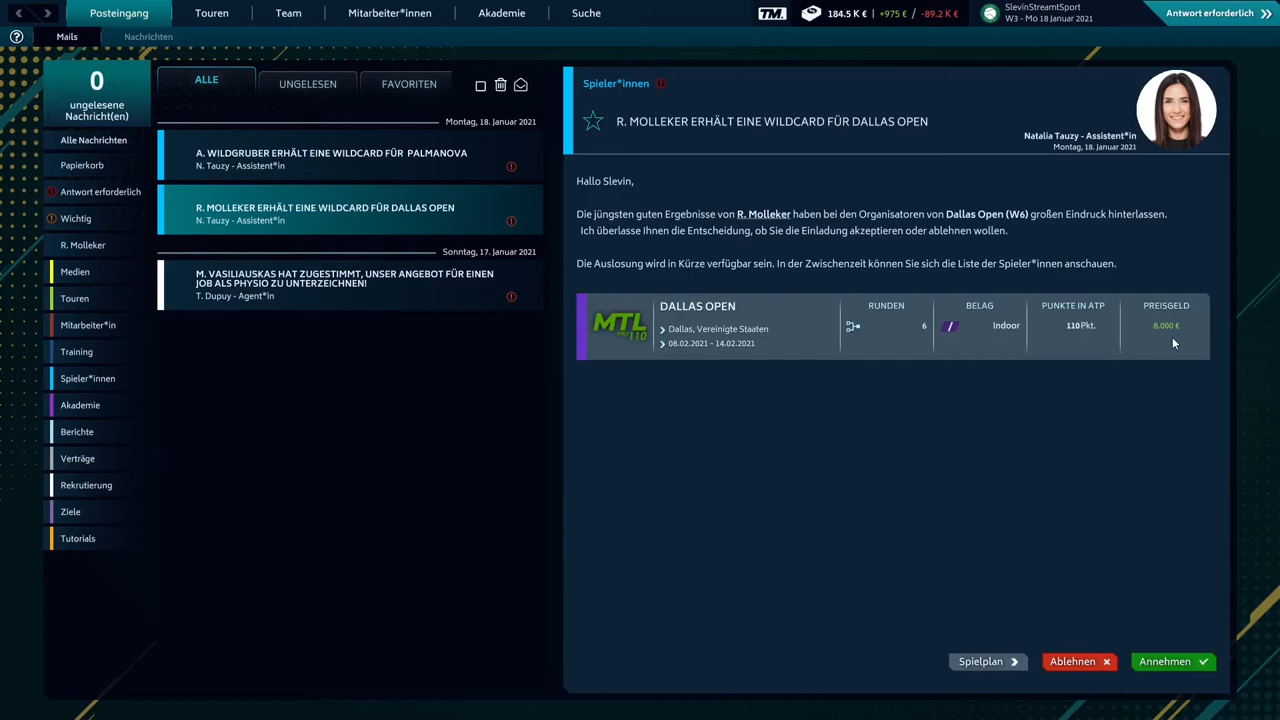 Posteingang
Touren
Team
Mitarbeiter*innen
Akademie
Suche
TM.
184.5 K € | +975 € / -89.2 K €
SlevinStreamtSport
W3 - Mo 18 Januar 2021
Antwort erforderlich
?
Mails
Nachrichten
0
ungelesene
Nachricht(en)
Alle Nachrichten
Papierkorb
Antwort erforderlich
Wichtig
R. Molleker
Medien
Touren
Mitarbeiter*in
Training
Spieler*innen
Akademie
Berichte
Verträge
Rekrutierung
Ziele
Tutorials
ALLE
UNGELESEN
FAVORITEN
Montag, 18. Januar 2021
A. WILDGRUBER ERHÄLT EINE WILDCARD FÜR PALMANOVA
N. Tauzy - Assistent*in
R. MOLLEKER ERHÄLT EINE WILDCARD FÜR DALLAS OPEN
N. Tauzy - Assistent*in
Sonntag, 17. Januar 2021
M. VASILIAUSKAS HAT ZUGESTIMMT, UNSER ANGEBOT FÜR EINEN
JOB ALS PHYSIO ZU UNTERZEICHNEN!
T. Dupuy - Agent*in
Spieler*innen
R. MOLLEKER ERHÄLT EINE WILDCARD FÜR DALLAS OPEN
Natalia Tauzy - Assistent*in
Montag, 18. Januar 2021
Hallo Slevin,
Die jüngsten guten Ergebnisse von R. Molleker haben bei den Organisatoren von Dallas Open (W6) großen Eindruck hinterlassen.
Ich überlasse Ihnen die Entscheidung, ob Sie die Einladung akzeptieren oder ablehnen wollen.
Die Auslosung wird in Kürze verfügbar sein. In der Zwischenzeit können Sie sich die Liste der Spieler*innen anschauen.
MTL
PRO 110
DALLAS OPEN
Dallas, Vereinigte Staaten
08.02.2021 - 14.02.2021
RUNDEN
6
BELAG
Indoor
PUNKTE IN ATP
110Pkt.
PREISGELD
8.000 €
Spielplan
Ablehnen
Annehmen